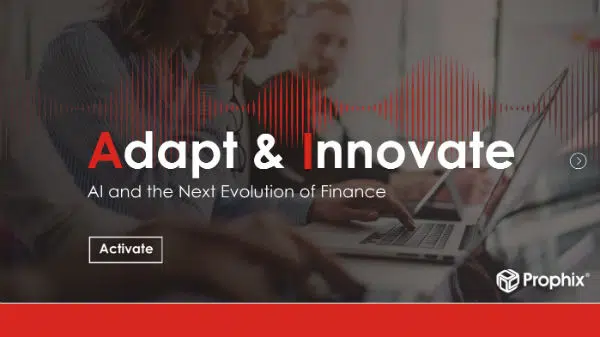 Adapt & Innovate
AI and the Next Evolution of Finance
Activate
Prophix®